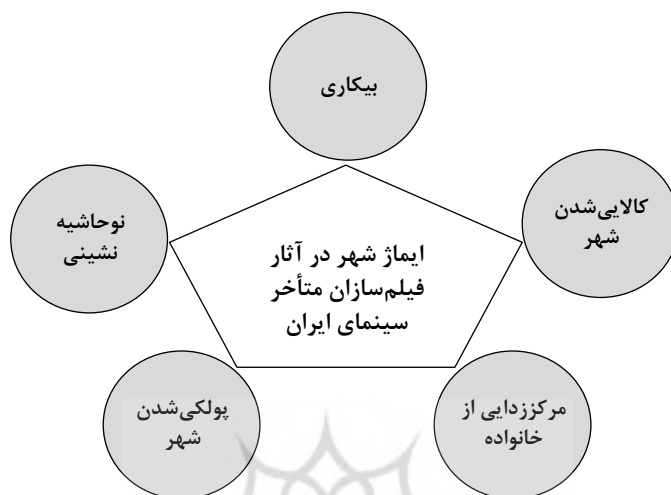 بیکاری
کالایی‌شدن
شهر
نوحاشیه
نشینی
ایماژ شهر در آثار
فیلم‌سازان متأخر
سینمای ایران
مرکززدایی از
خانواده
پولکی‌شدن
شهر